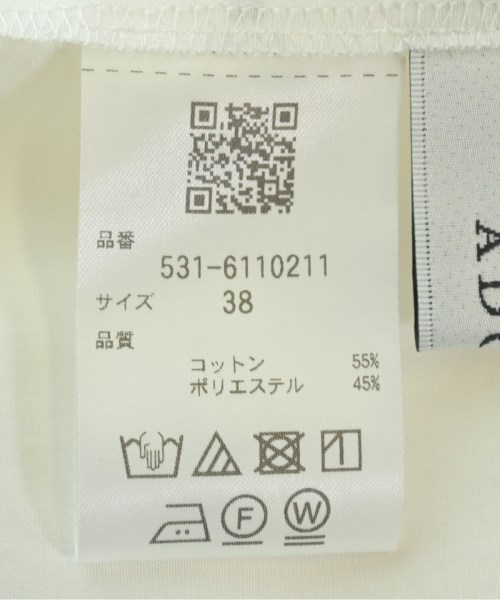 品番
531-6110211
サイズ 38
品質
コットン 55%
ポリエステル 45%
F W